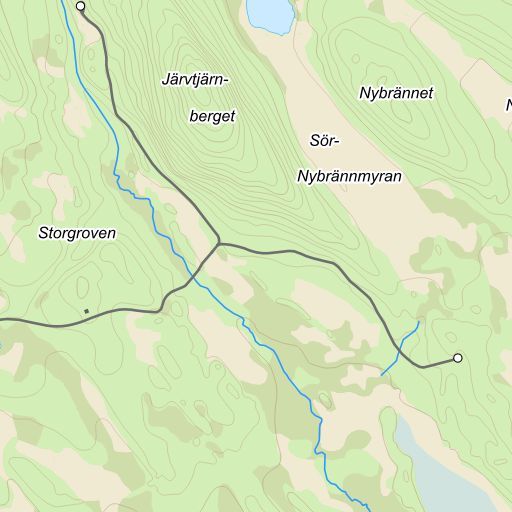 Järvtjärn-
berget
Nybrännet
N
Sör-
Nybrännmyran
Storgroven